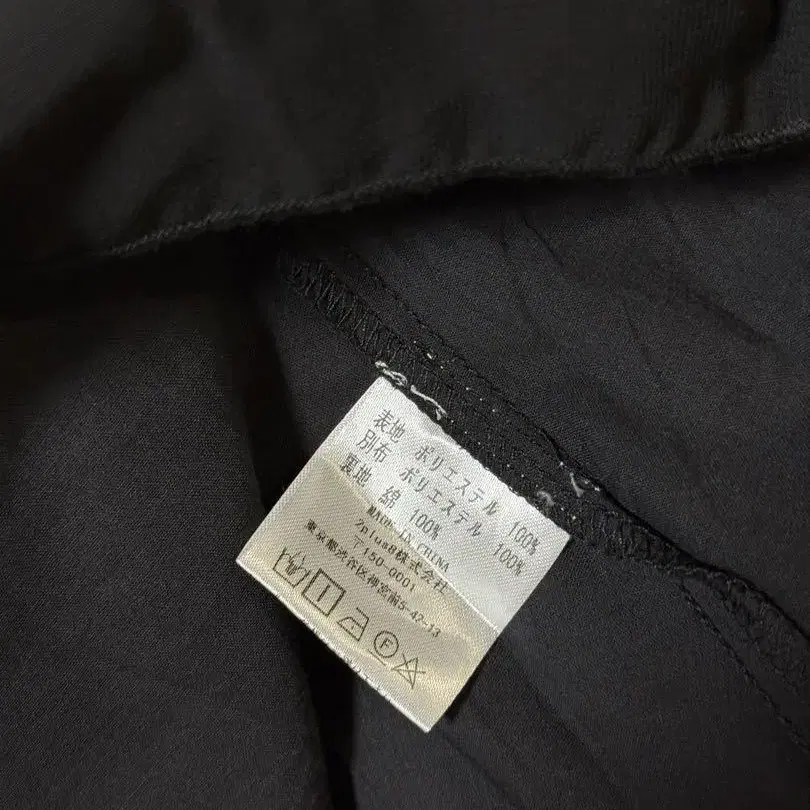 表地 ポリエステル 100%
別布 ポリエステル 100%
裏地 綿 100%
MADE IN CHINA
2plus8株式会社
〒150-0001
東京都渋谷区神宮前5-42-13
F